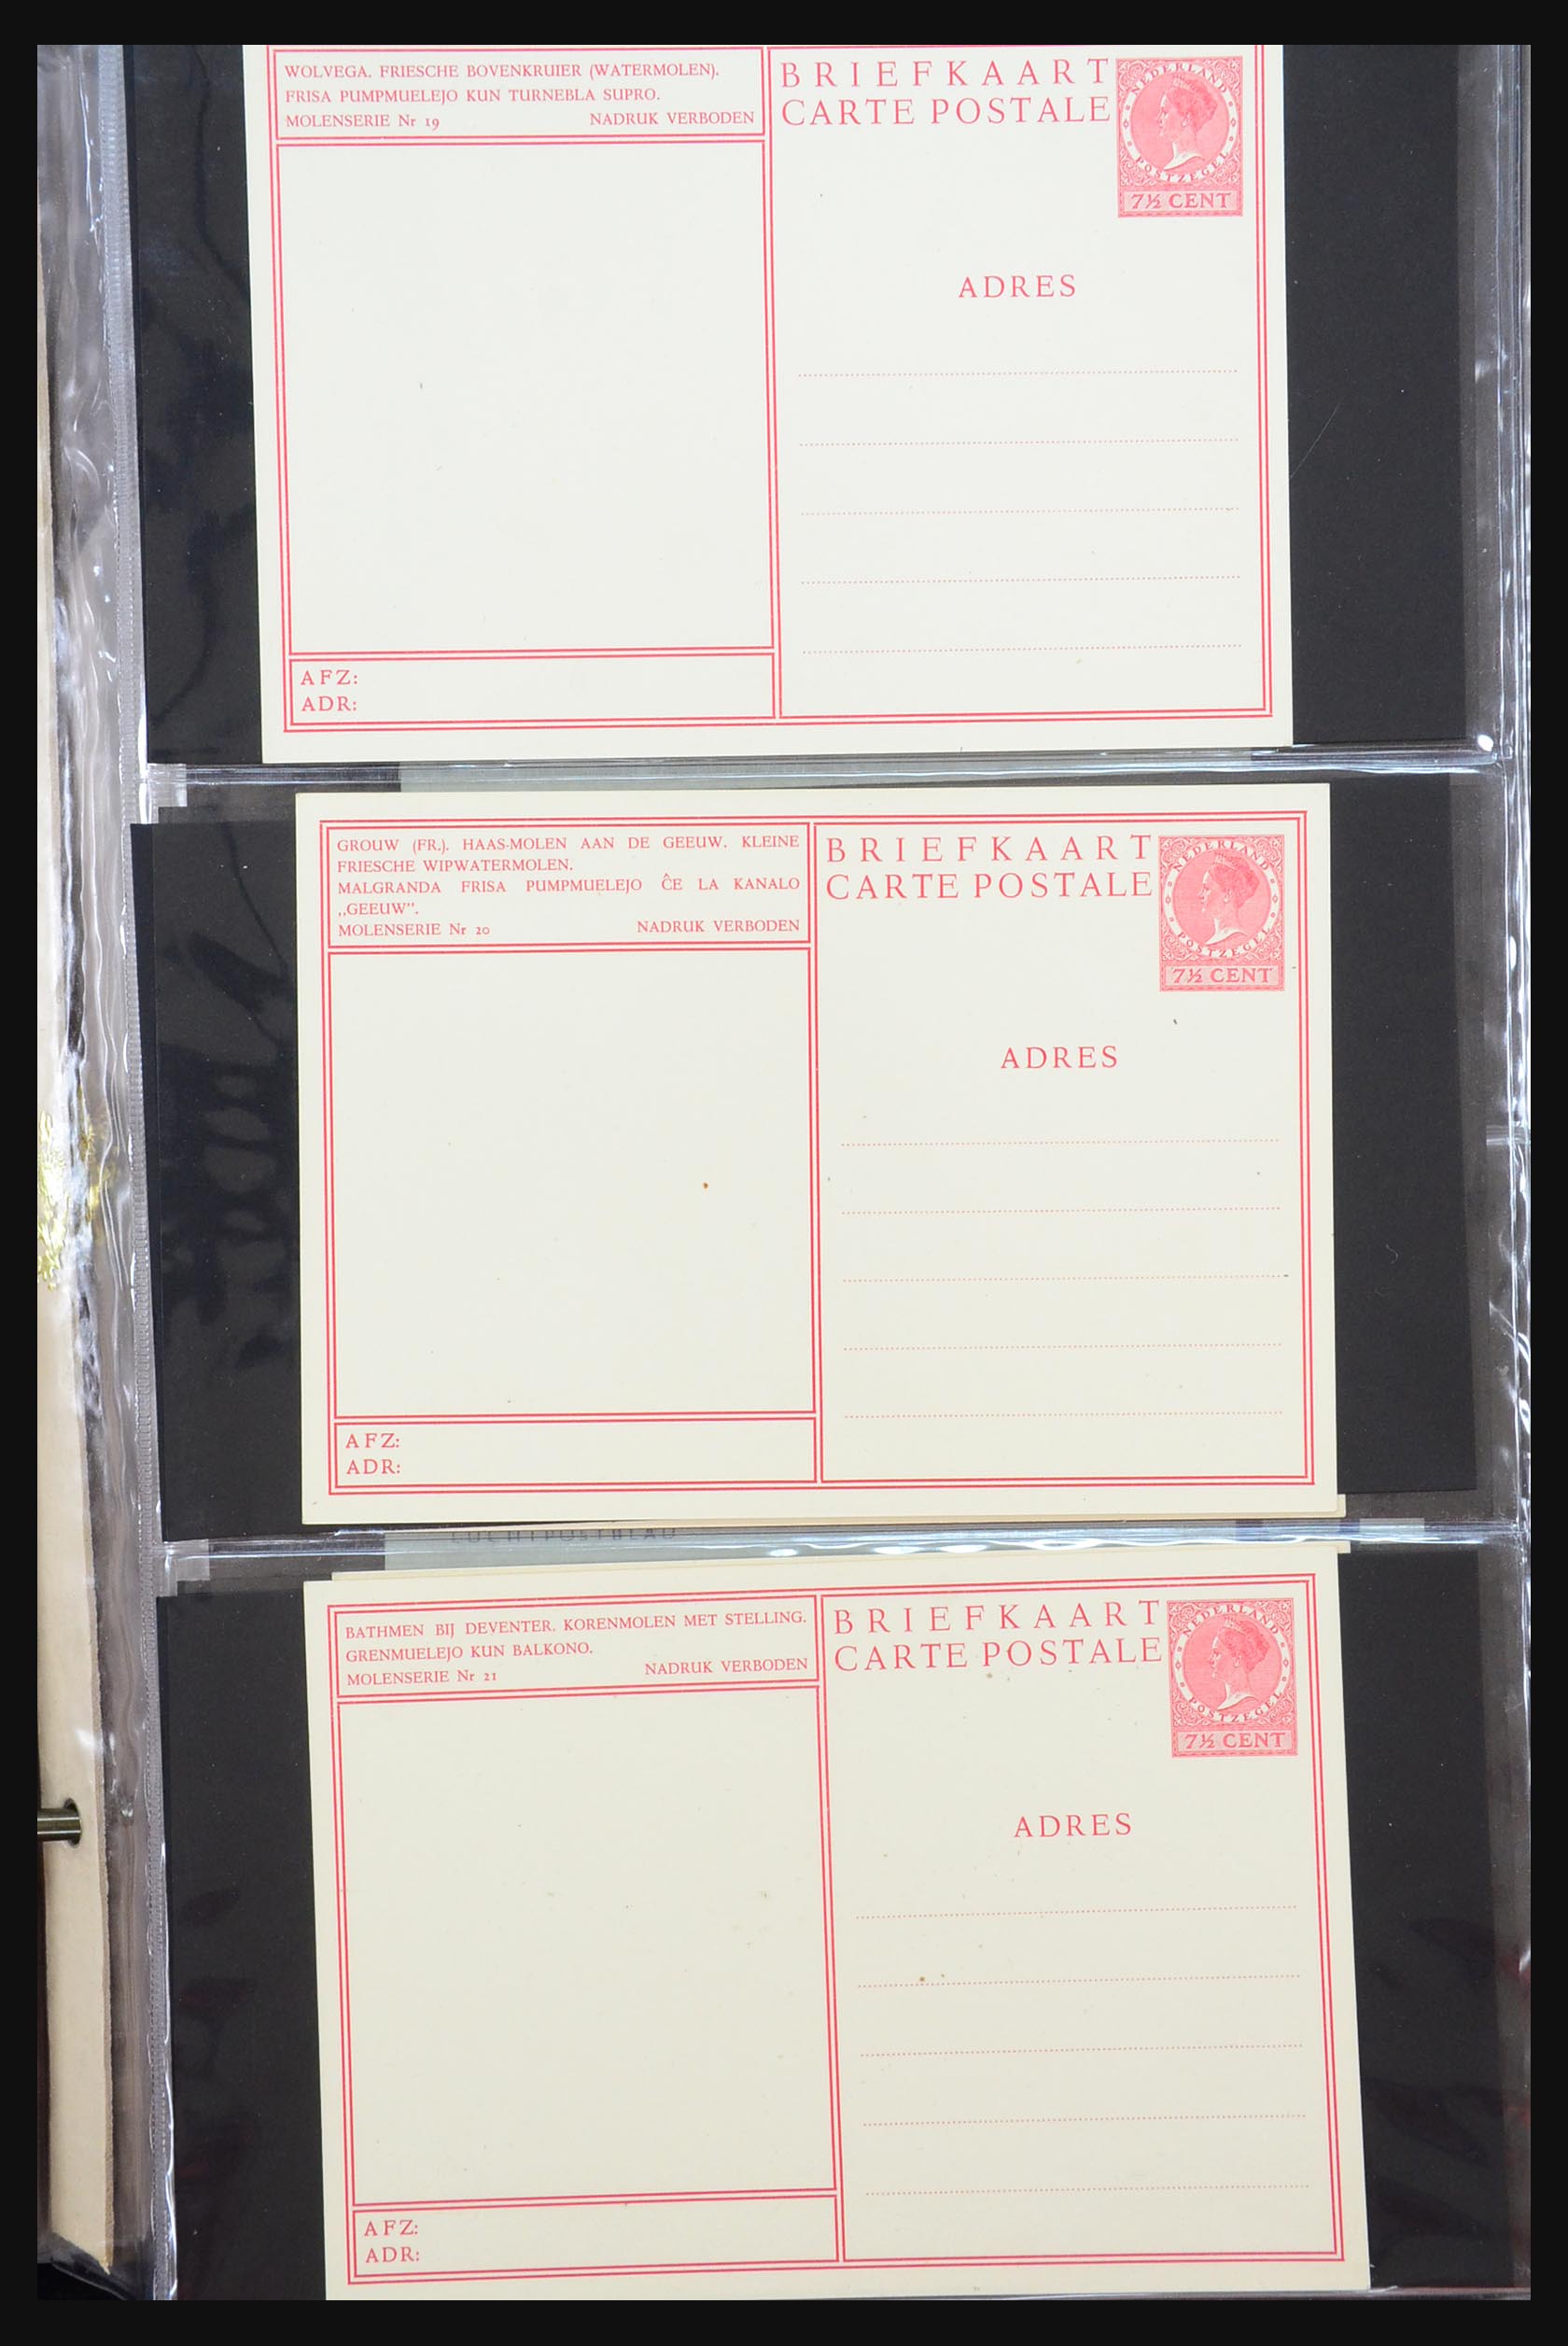 WOLVEGA. FRIESCHE BOVENKRUIER (WATERMOLEN).
FRISA PUMPMUELEJO KUN TURNEBLA SUPRO.
MOLENSERIE Nr 19 NADRUK VERBODEN
BRIEFKAART
CARTE POSTALE
NEDERLAND
POSTZEGEL
7½ CENT
ADRES
AFZ:
ADR:
GROUW (FR.). HAAS-MOLEN AAN DE GEEUW. KLEINE
FRIESCHE WIPWATERMOLEN.
MALGRANDA FRISA PUMPMUELEJO ĈE LA KANALO
„GEEUW”.
MOLENSERIE Nr 20 NADRUK VERBODEN
BRIEFKAART
CARTE POSTALE
NEDERLAND
POSTZEGEL
7½ CENT
ADRES
AFZ:
ADR:
LUCHTPOSTBLAD
BATHMEN BIJ DEVENTER. KORENMOLEN MET STELLING.
GRENMUELEJO KUN BALKONO.
MOLENSERIE Nr 21 NADRUK VERBODEN
BRIEFKAART
CARTE POSTALE
NEDERLAND
POSTZEGEL
7½ CENT
ADRES
AFZ:
ADR: